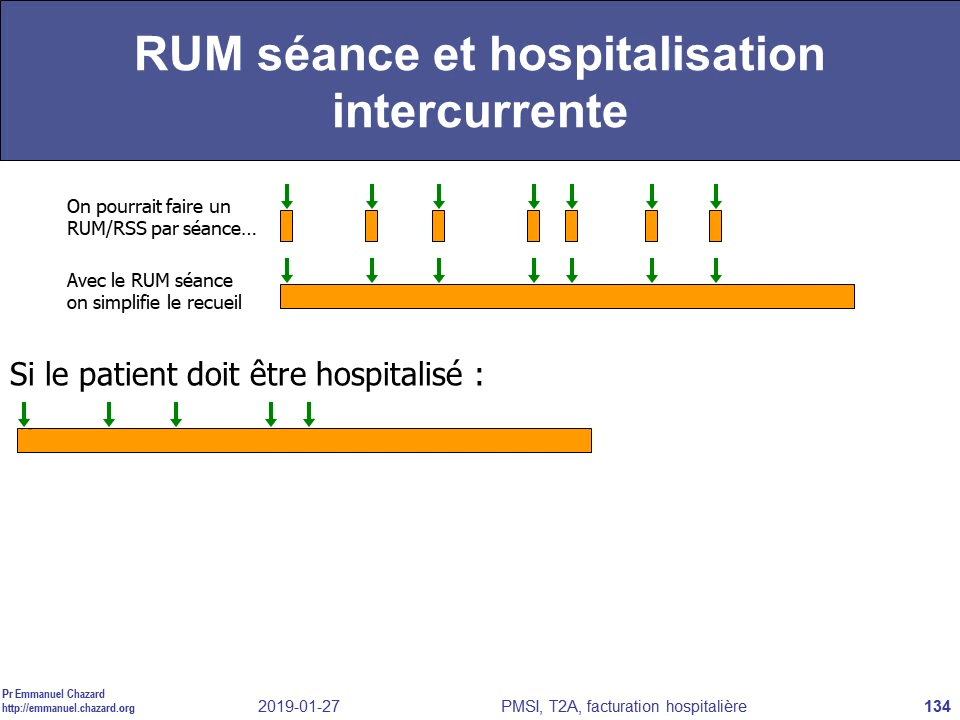 RUM séance et hospitalisation
intercurrente
On pourrait faire un
RUM/RSS par séance...
Avec le RUM séance
on simplifie le recueil
Si le patient doit être hospitalisé :
Pr Emmanuel Chazard
http://emmanuel.chazard.org
2019-01-27
PMSI, T2A, facturation hospitalière
134